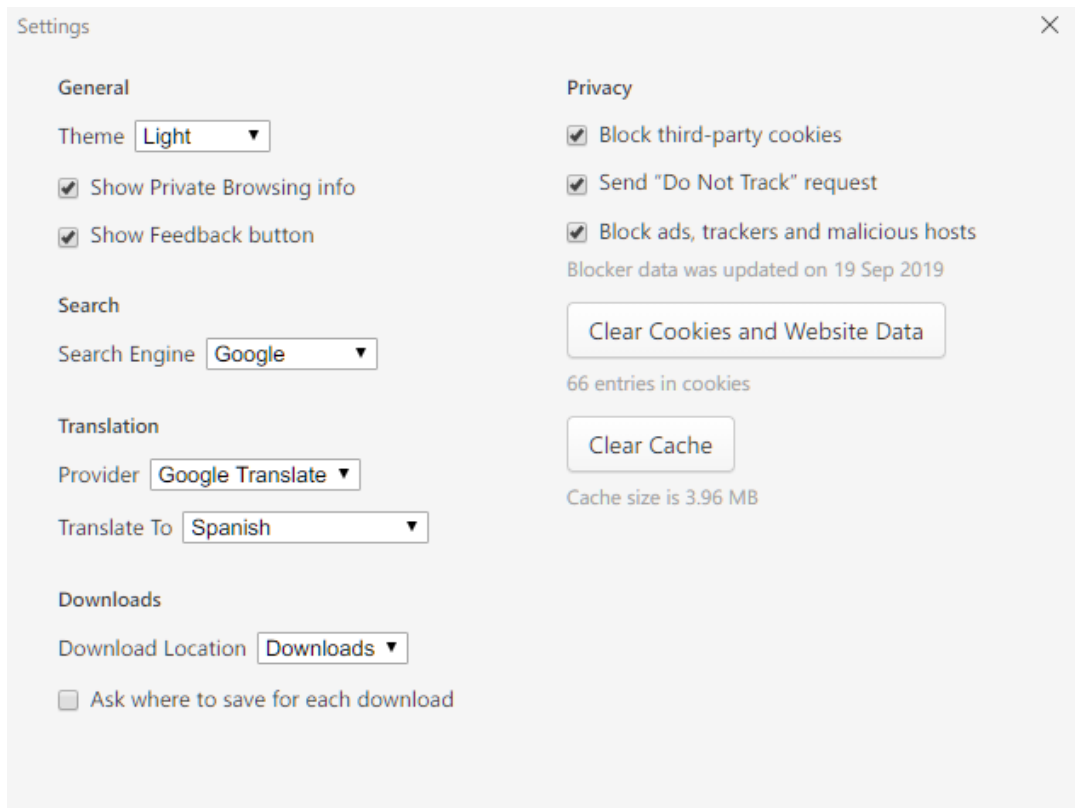 Settings
General
Theme Light
Show Private Browsing info
Show Feedback button
Search
Search Engine Google
Translation
Provider Google Translate
Translate To Spanish
Downloads
Download Location Downloads
Ask where to save for each download
Privacy
Block third-party cookies
Send “Do Not Track” request
Block ads, trackers and malicious hosts
Blocker data was updated on 19 Sep 2019
Clear Cookies and Website Data
66 entries in cookies
Clear Cache
Cache size is 3.96 MB